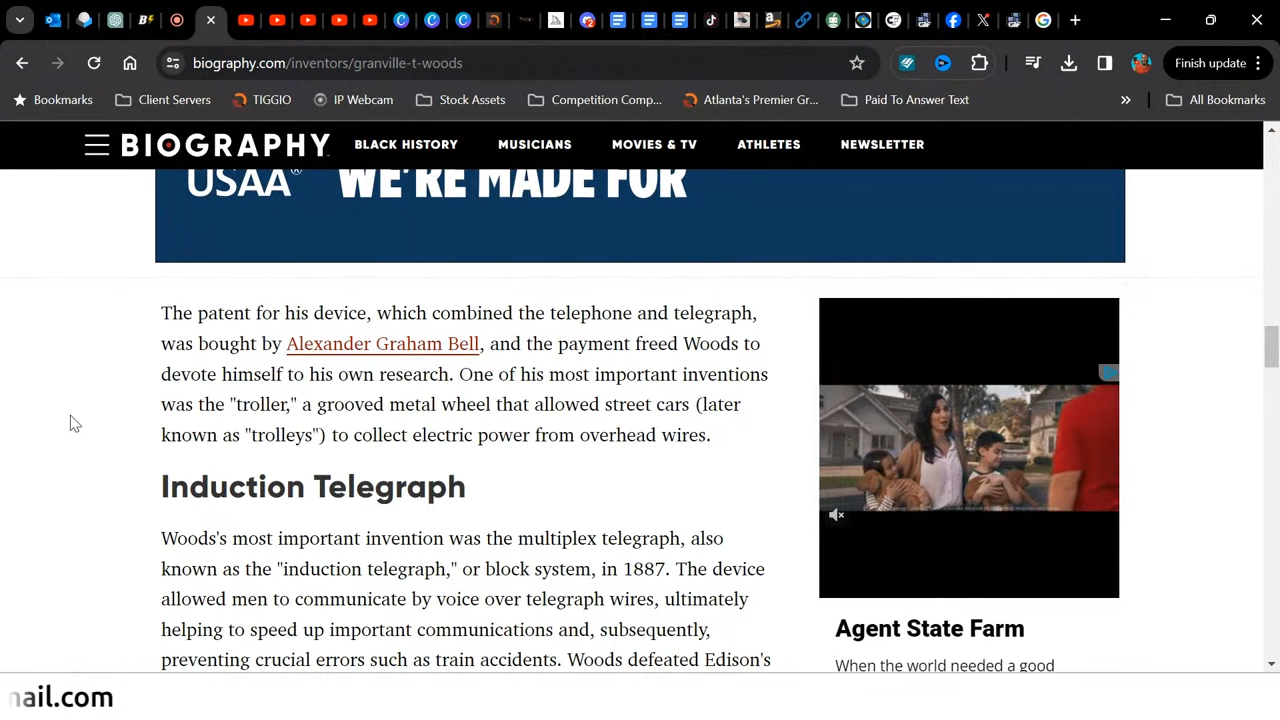 biography.com/inventors/granville-t-woods
Finish update
Bookmarks
Client Servers
TIGGIO
IP Webcam
Stock Assets
Competition Comp...
Atlanta's Premier Gr...
Paid To Answer Text
»
All Bookmarks
BIOGRAPHY
BLACK HISTORY
MUSICIANS
MOVIES & TV
ATHLETES
NEWSLETTER
USAA®
WE'RE MADE FOR
The patent for his device, which combined the telephone and telegraph,
was bought by Alexander Graham Bell, and the payment freed Woods to
devote himself to his own research. One of his most important inventions
was the "troller," a grooved metal wheel that allowed street cars (later
known as "trolleys") to collect electric power from overhead wires.
Induction Telegraph
Woods's most important invention was the multiplex telegraph, also
known as the "induction telegraph," or block system, in 1887. The device
allowed men to communicate by voice over telegraph wires, ultimately
helping to speed up important communications and, subsequently,
preventing crucial errors such as train accidents. Woods defeated Edison's
Agent State Farm
When the world needed a good
ail.com